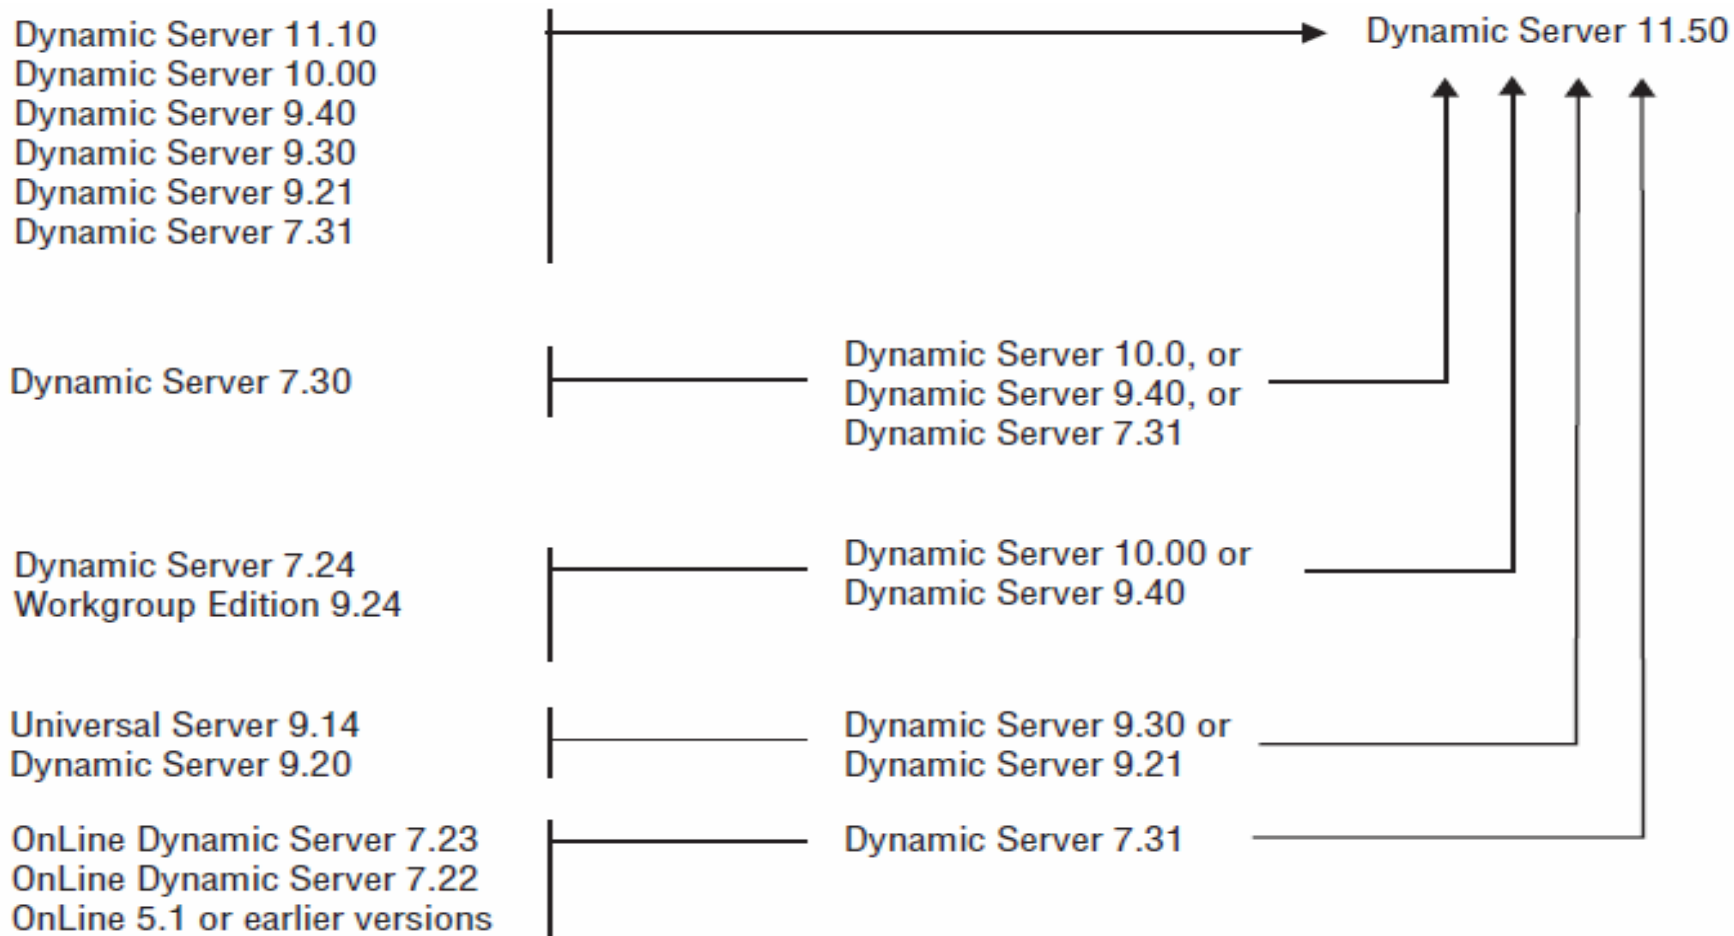 Dynamic Server 11.10
Dynamic Server 10.00
Dynamic Server 9.40
Dynamic Server 9.30
Dynamic Server 9.21
Dynamic Server 7.31
Dynamic Server 11.50
Dynamic Server 7.30
Dynamic Server 10.0, or
Dynamic Server 9.40, or
Dynamic Server 7.31
Dynamic Server 7.24
Workgroup Edition 9.24
Dynamic Server 10.00 or
Dynamic Server 9.40
Universal Server 9.14
Dynamic Server 9.20
Dynamic Server 9.30 or
Dynamic Server 9.21
OnLine Dynamic Server 7.23
OnLine Dynamic Server 7.22
OnLine 5.1 or earlier versions
Dynamic Server 7.31